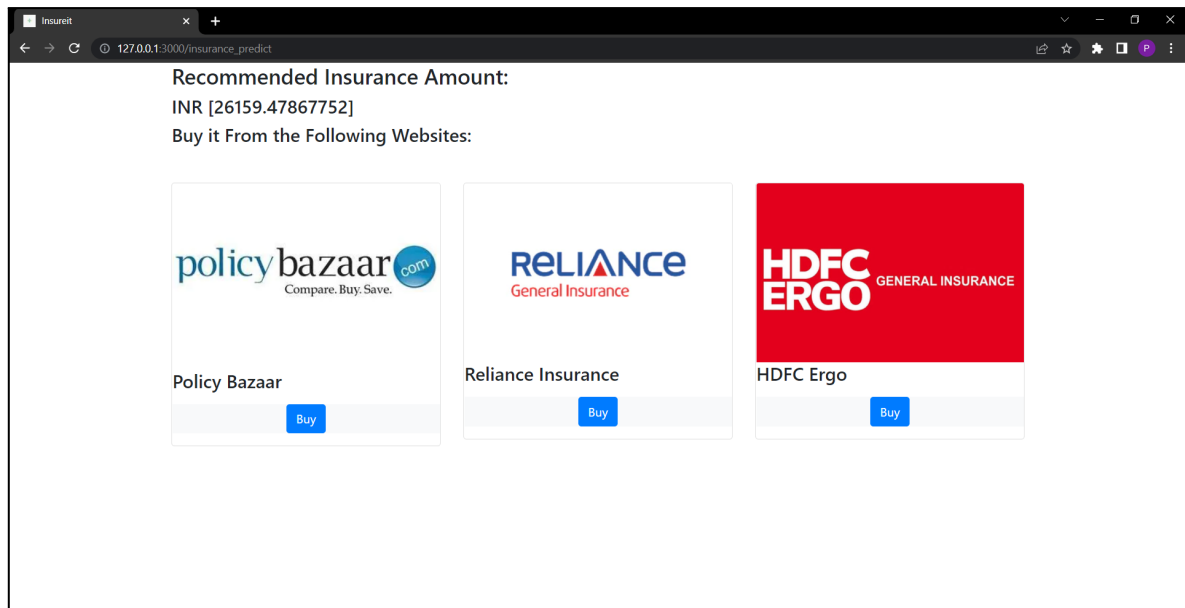 Insureit
127.0.0.1:3000/insurance_predict
P
Recommended Insurance Amount:
INR [26159.47867752]
Buy it From the Following Websites:
policybazaar com
Compare. Buy. Save.
RELIANCE
General Insurance
HDFC
ERGO
GENERAL INSURANCE
Policy Bazaar
Reliance Insurance
HDFC Ergo
Buy
Buy
Buy